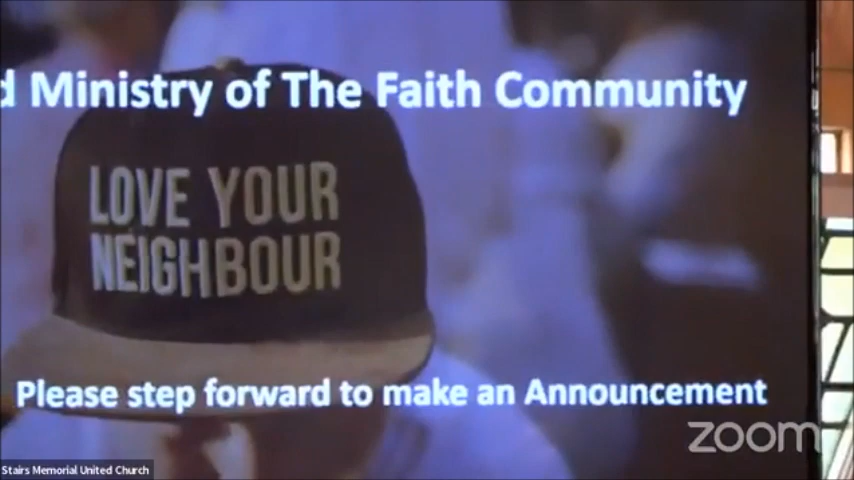 d Ministry of The Faith Community
LOVE YOUR
NEIGHBOUR
Please step forward to make an Announcement
zoom
Stairs Memorial United Church